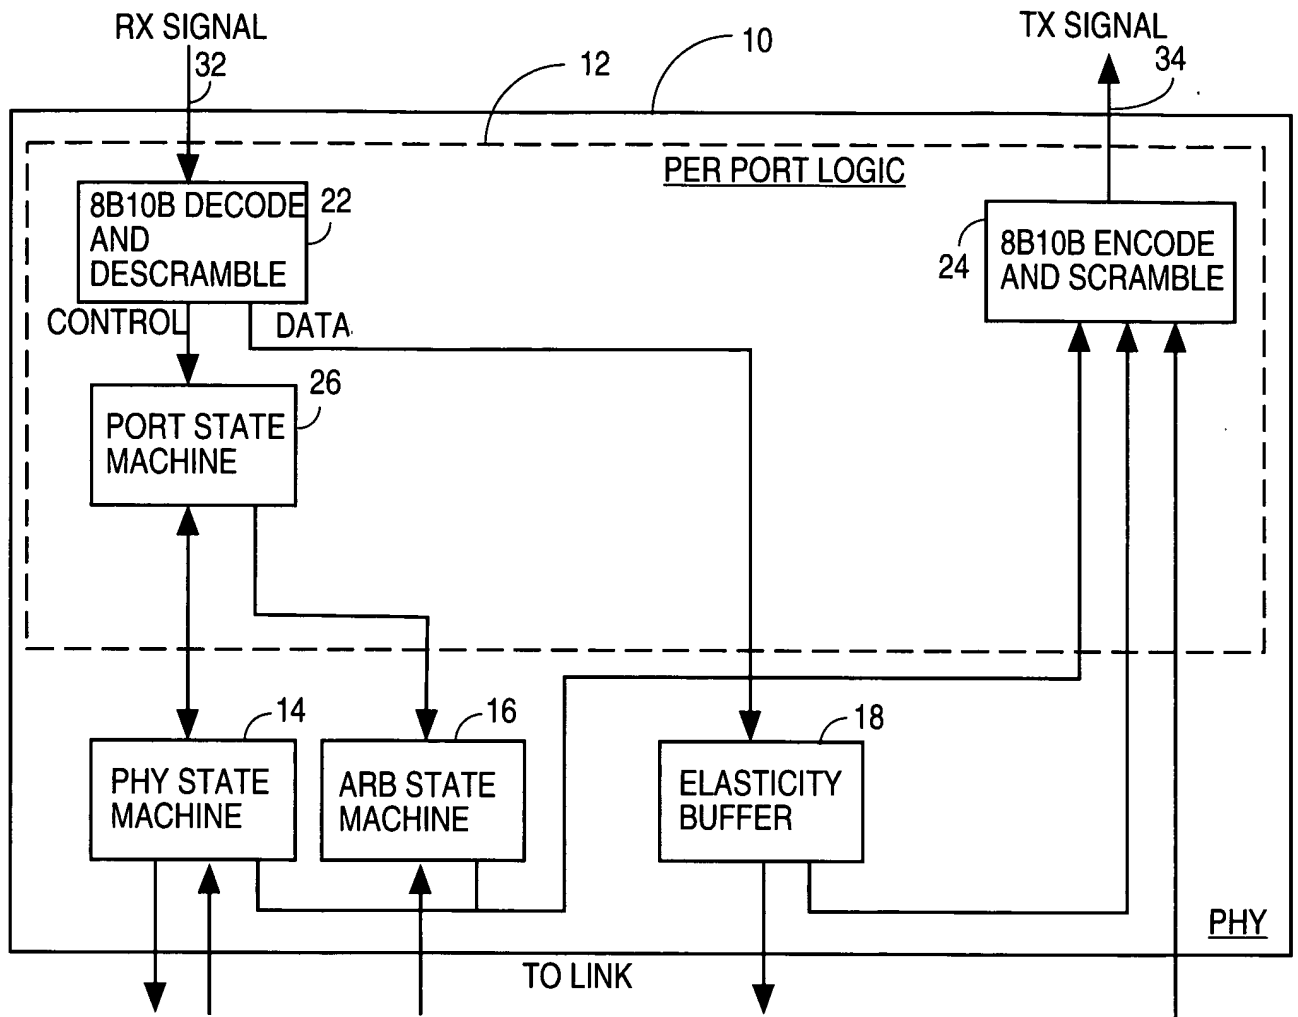 RX SIGNAL
TX SIGNAL
32
12
10
34
PER PORT LOGIC
8B10B DECODE
AND
DESCRAMBLE
22
24
8B10B ENCODE
AND SCRAMBLE
CONTROL
DATA
PORT STATE
MACHINE
26
PHY STATE
MACHINE
14
ARB STATE
MACHINE
16
ELASTICITY
BUFFER
18
PHY
TO LINK